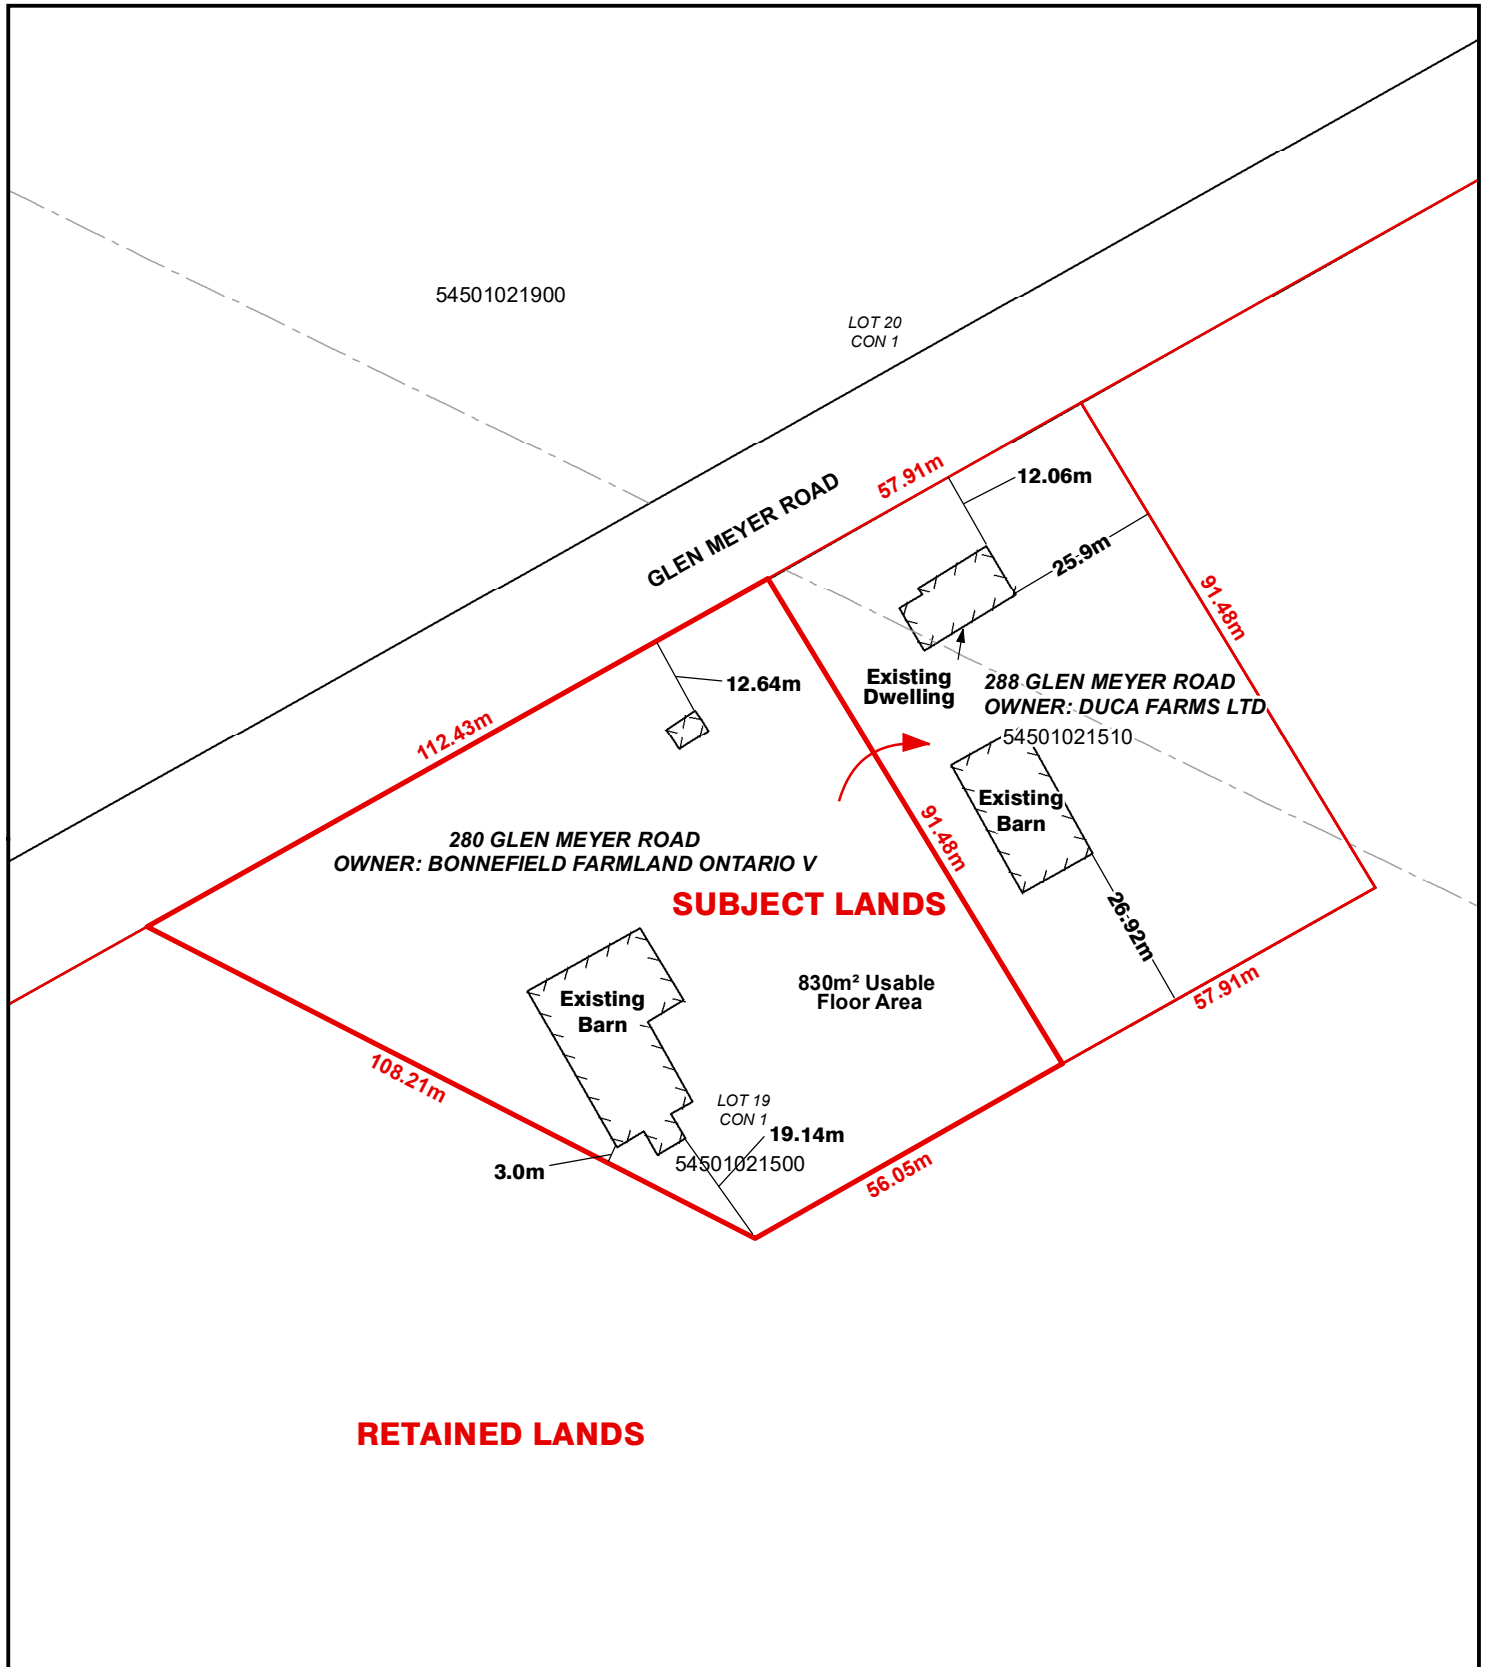 54501021900
LOT 20
CON 1
GLEN MEYER ROAD
57.91m
12.06m
25.9m
91.48m
12.64m
Existing
Dwelling
288 GLEN MEYER ROAD
OWNER: DUCA FARMS LTD
54501021510
112.43m
Existing
Barn
91.48m
280 GLEN MEYER ROAD
OWNER: BONNEFIELD FARMLAND ONTARIO V
SUBJECT LANDS
26.92m
830m² Usable
Floor Area
57.91m
Existing
Barn
108.21m
LOT 19
CON 1
19.14m
3.0m
54501021500
56.05m
RETAINED LANDS